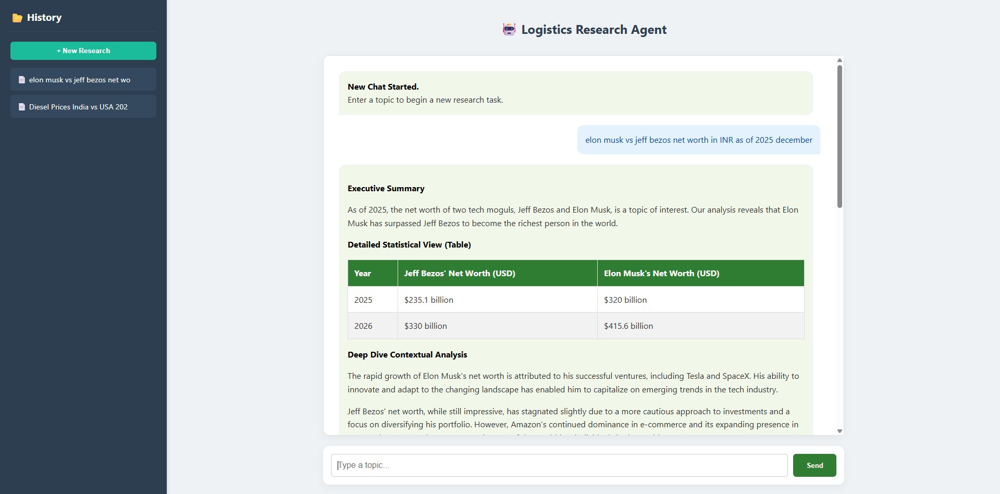 History
+ New Research
elon musk vs jeff bezos net wo
Diesel Prices India vs USA 202
Logistics Research Agent
New Chat Started.
Enter a topic to begin a new research task.
elon musk vs jeff bezos net worth in INR as of 2025 december
Executive Summary
As of 2025, the net worth of two tech moguls, Jeff Bezos and Elon Musk, is a topic of interest. Our analysis reveals that Elon
Musk has surpassed Jeff Bezos to become the richest person in the world.
Detailed Statistical View (Table)
Year Jeff Bezos' Net Worth (USD) Elon Musk's Net Worth (USD)
2025 $235.1 billion $320 billion
2026 $330 billion $415.6 billion
Deep Dive Contextual Analysis
The rapid growth of Elon Musk's net worth is attributed to his successful ventures, including Tesla and SpaceX. His ability to
innovate and adapt to the changing landscape has enabled him to capitalize on emerging trends in the tech industry.
Jeff Bezos' net worth, while still impressive, has stagnated slightly due to a more cautious approach to investments and a
focus on diversifying his portfolio. However, Amazon's continued dominance in e-commerce and its expanding presence in
Type a topic...
Send